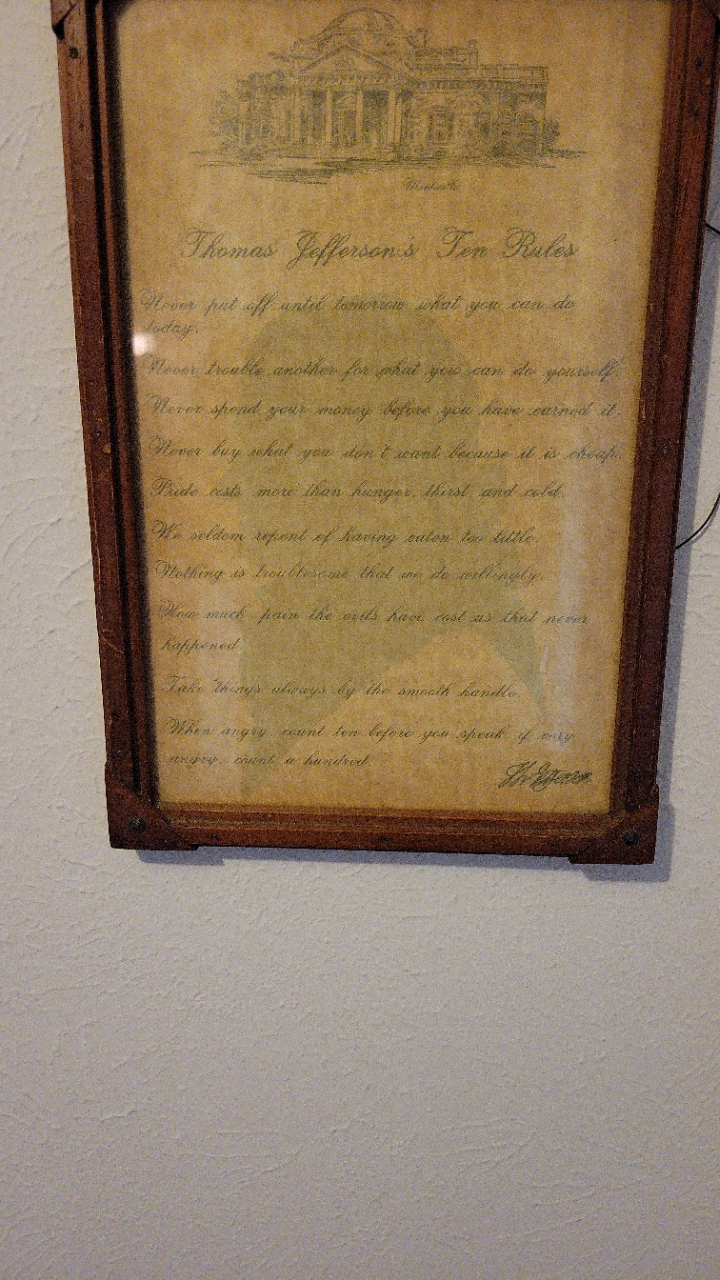 Monticello
Thomas Jefferson's Ten Rules
Never put off until tomorrow what you can do
today.
Never trouble another for what you can do yourself.
Never spend your money before you have earned it.
Never buy what you don't want because it is cheap.
Pride costs more than hunger, thirst and cold.
We seldom repent of having eaten too little.
Nothing is troublesome that we do willingly.
How much pain the evils have cost us that never
happened.
Take things always by the smooth handle.
When angry count ten before you speak, if very
angry, count a hundred.
Th Jefferson